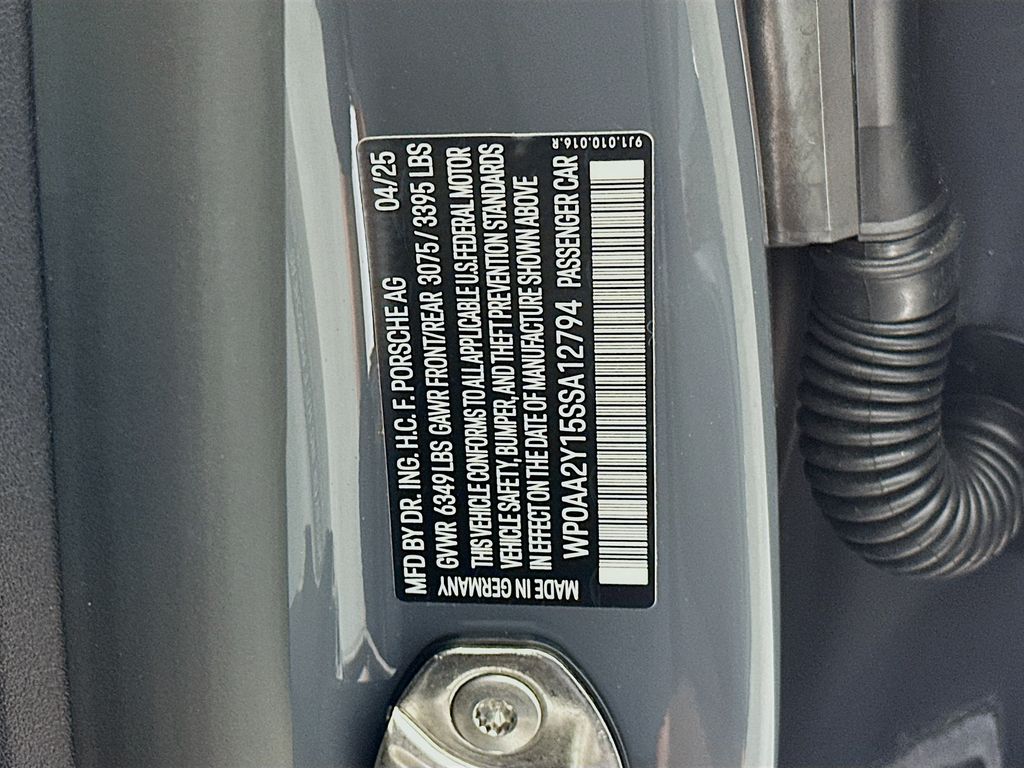 MFD BY DR. ING. H.C. F. PORSCHE AG 04/25
GVWR 6349 LBS GAWR FRONT/REAR 3075 / 3395 LBS
THIS VEHICLE CONFORMS TO ALL APPLICABLE U.S. FEDERAL MOTOR
VEHICLE SAFETY, BUMPER, AND THEFT PREVENTION STANDARDS
IN EFFECT ON THE DATE OF MANUFACTURE SHOWN ABOVE
WP0AA2Y15SSA12794 PASSENGER CAR
MADE IN GERMANY
9J1.010.016.R